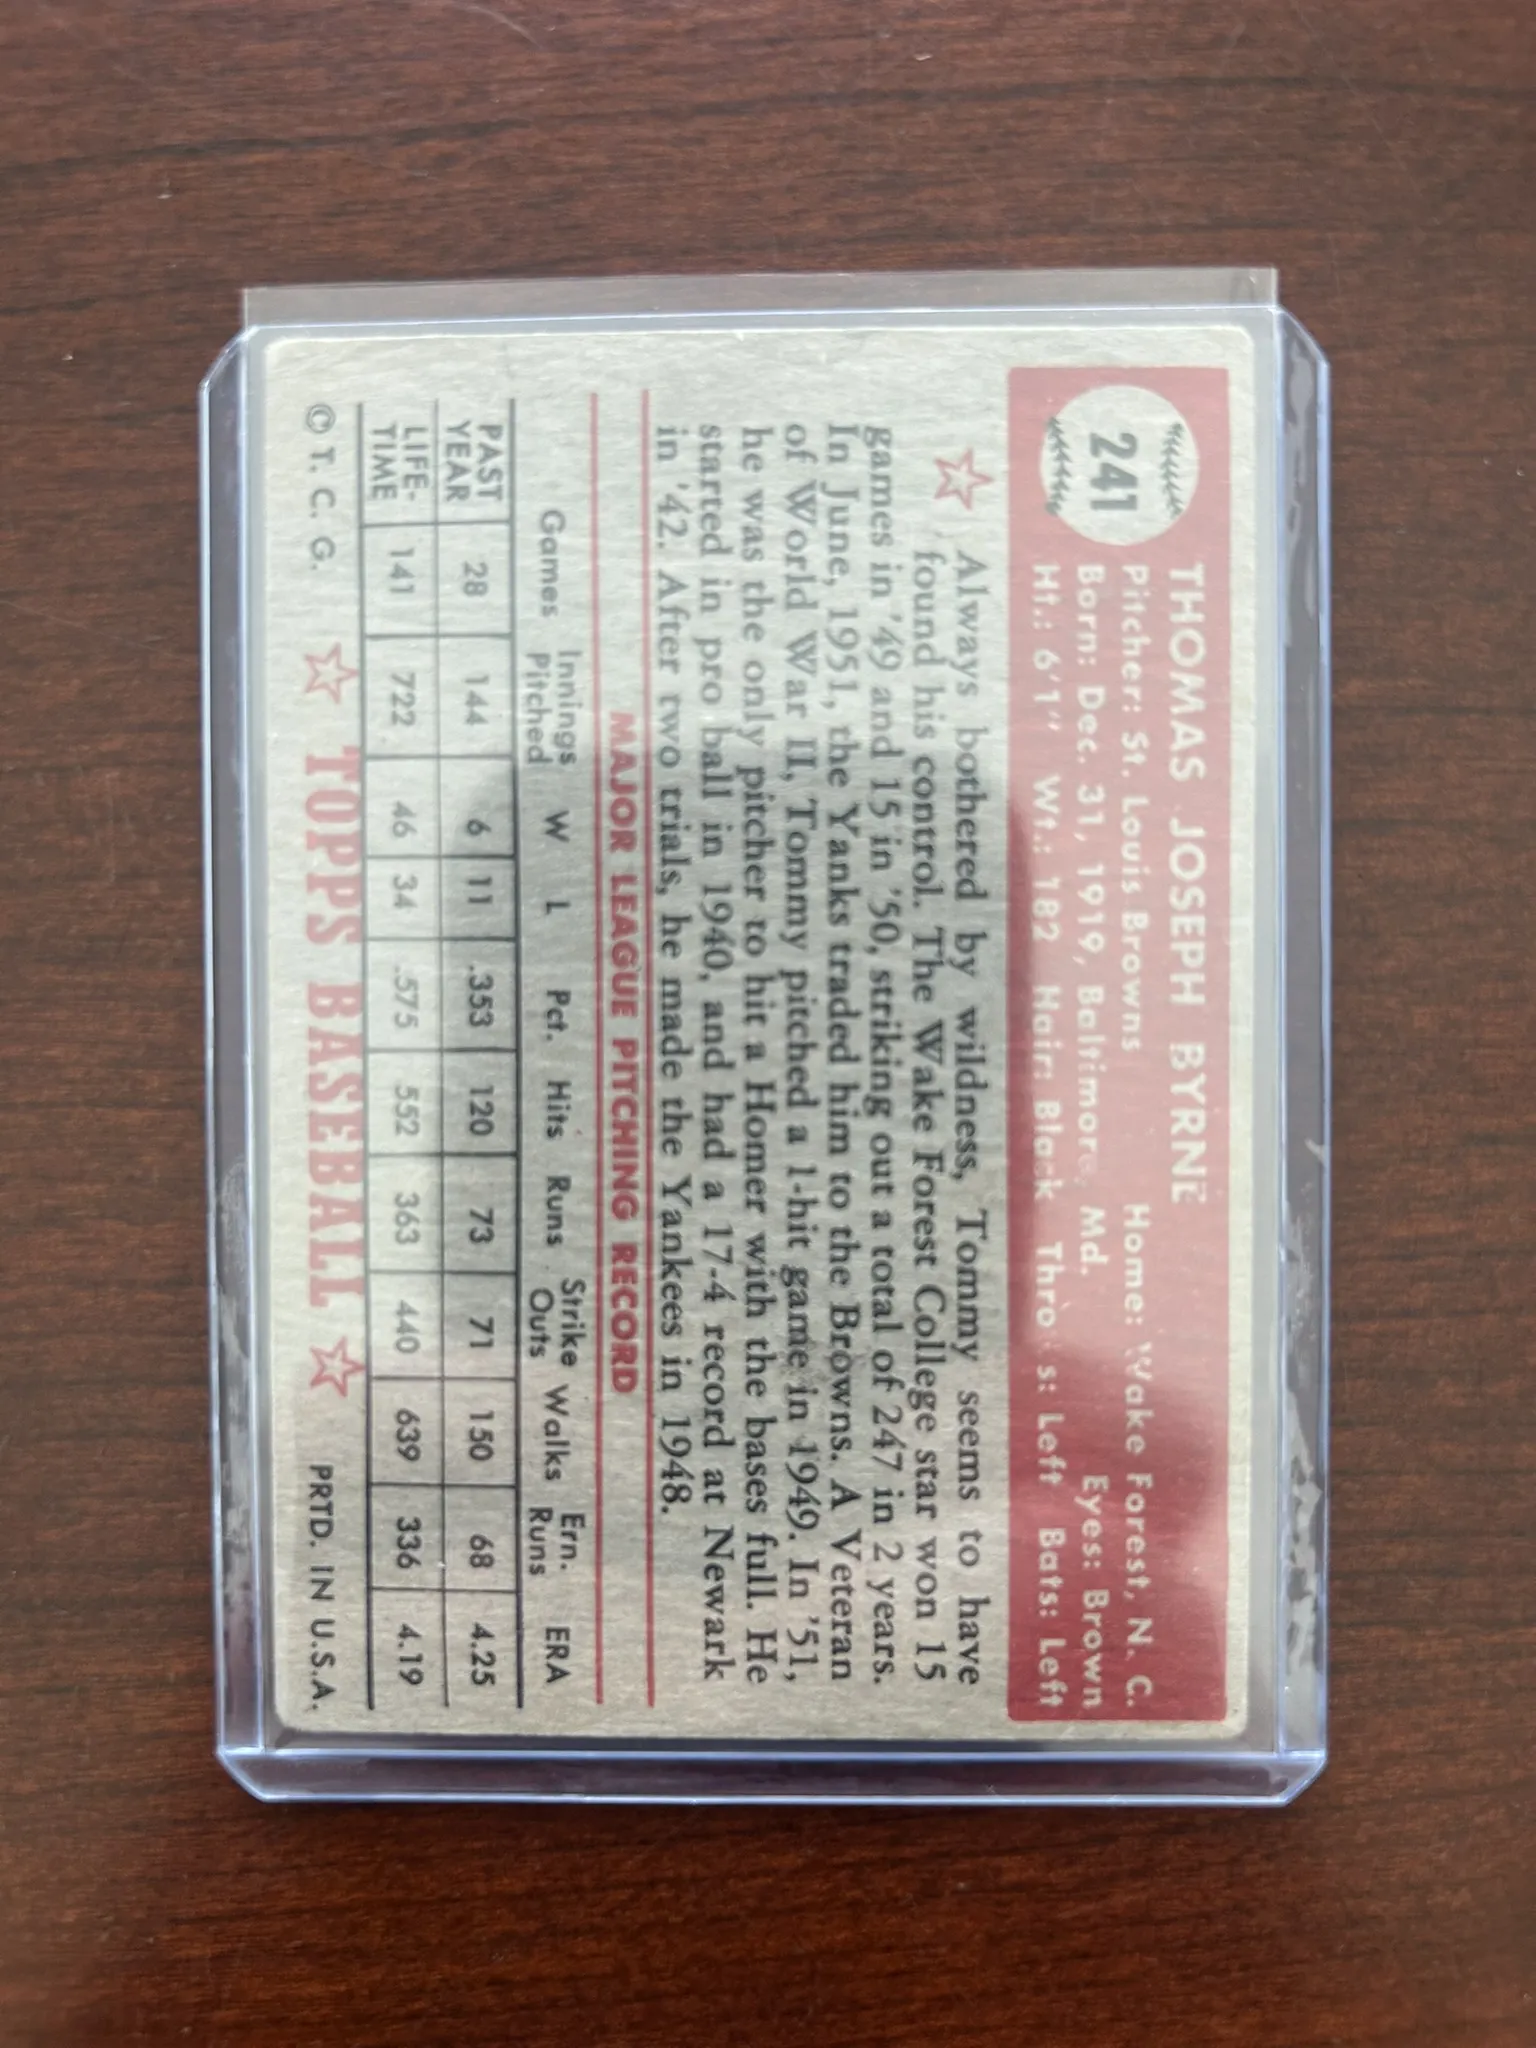 241
THOMAS JOSEPH BYRNE
Pitcher: St. Louis Browns Home: Wake Forest, N. C.
Born: Dec. 31, 1919, Baltimore, Md. Eyes: Brown
Ht.: 6'1" Wt.: 182 Hair: Black Thro s: Left Bats: Left
Always bothered by wildness, Tommy seems to have
found his control. The Wake Forest College star won 15
games in '49 and 15 in '50, striking out a total of 247 in 2 years.
In June, 1951, the Yanks traded him to the Browns. A Veteran
of World War II, Tommy pitched a 1-hit game in 1949. In '51,
he was the only pitcher to hit a Homer with the bases full. He
started in pro ball in 1940, and had a 17-4 record at Newark
in '42. After two trials, he made the Yankees in 1948.
MAJOR LEAGUE PITCHING RECORD
Games Innings Pitched W L Pct. Hits Runs Strike Outs Walks Ern. Runs ERA
PAST YEAR 28 144 6 11 .353 120 73 71 150 68 4.25
LIFE-TIME 141 722 46 34 .575 552 363 440 639 336 4.19
© T. C. G. TOPPS BASEBALL PRTD. IN U.S.A.